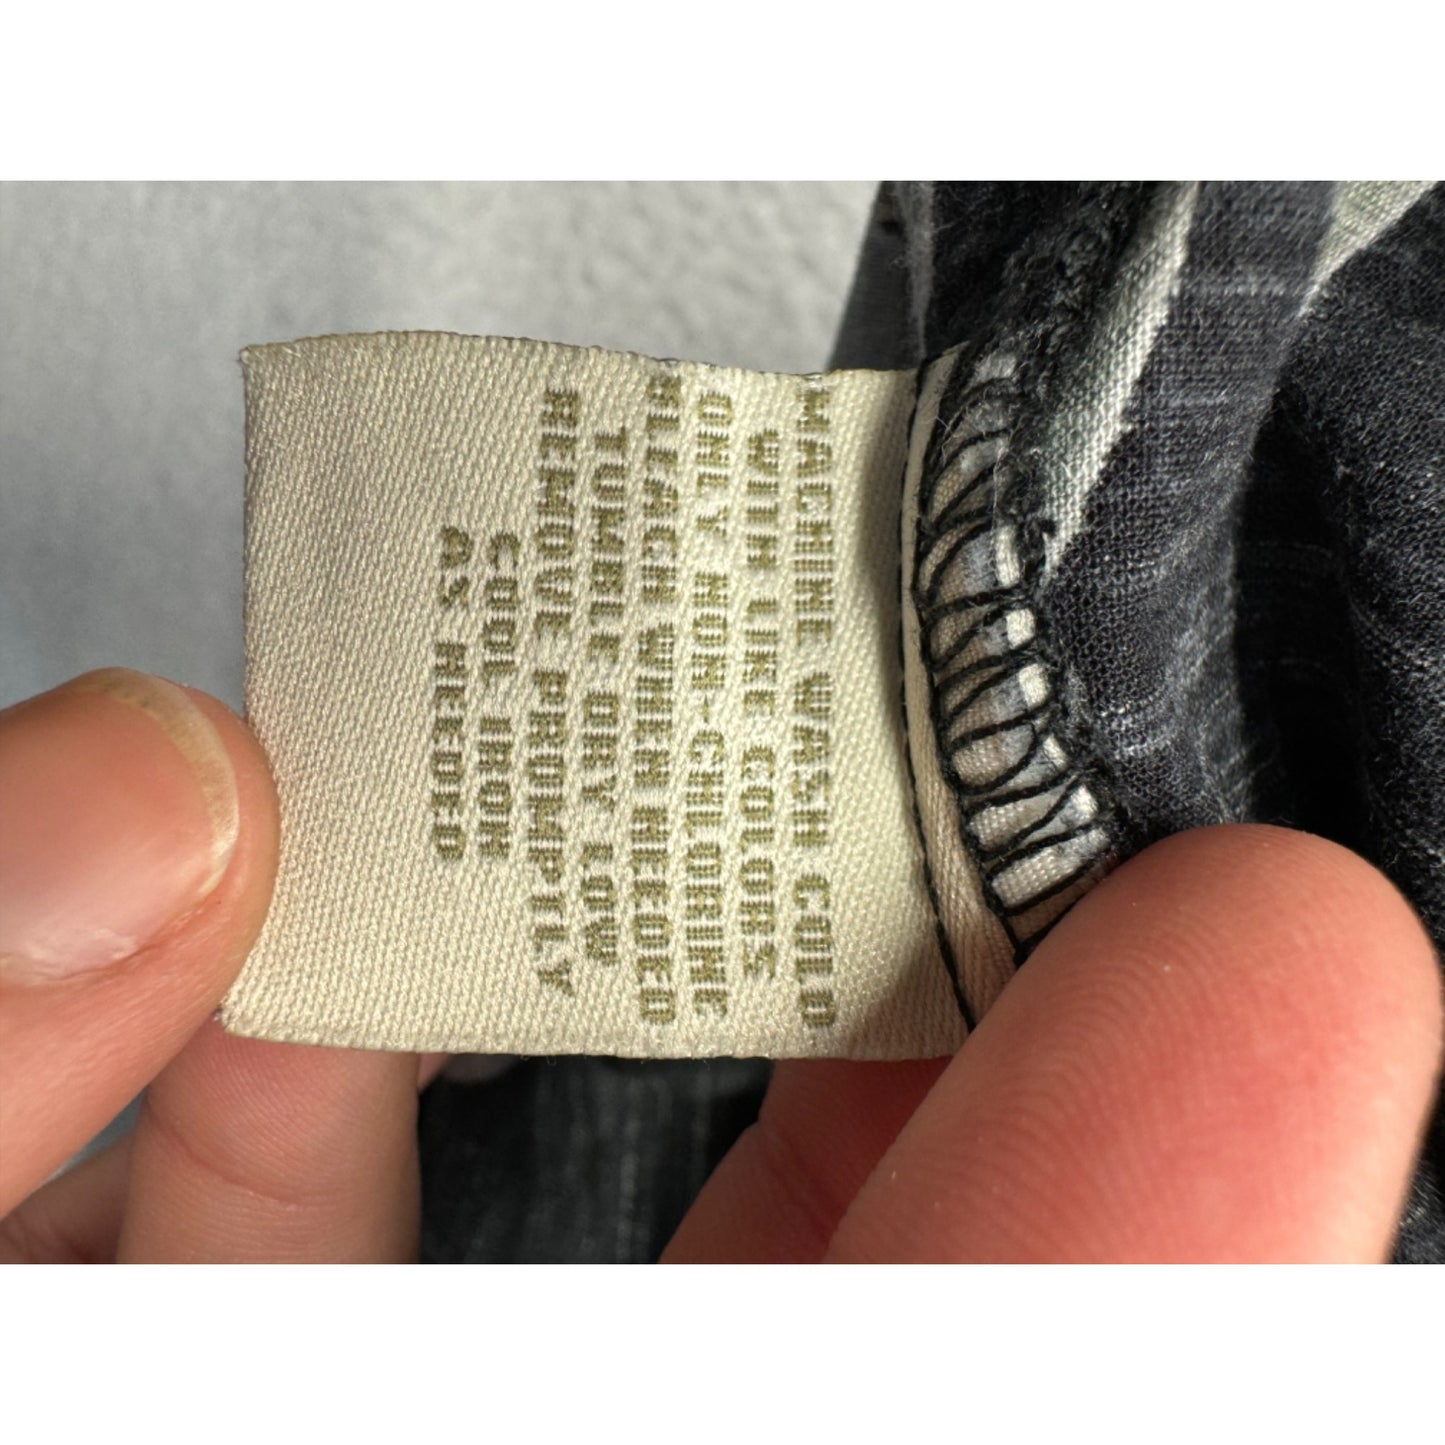 MACHINE WASH COLD
WITH LIKE COLORS
ONLY NON-CHLORINE
BLEACH WHEN NEEDED
TUMBLE DRY LOW
REMOVE PROMPTLY
COOL IRON
AS NEEDED